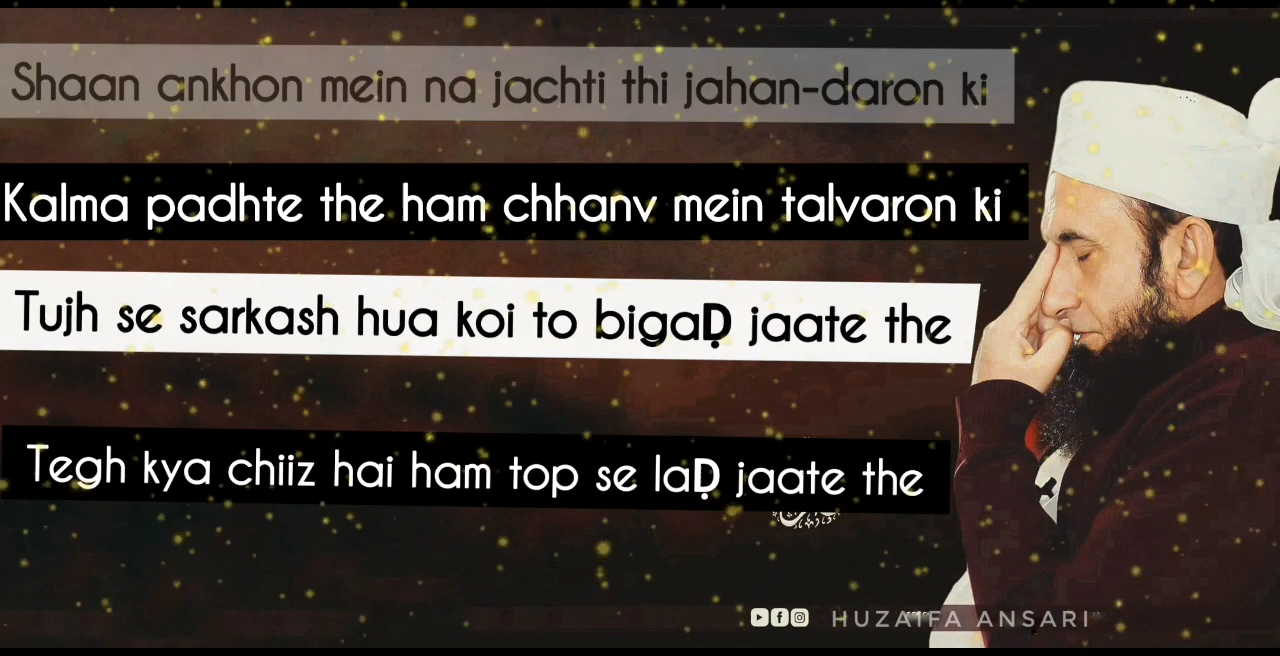 Shaan ankhon mein na jachti thi jahan-daron ki
Kalma padhte the ham chhanv mein talvaron ki
Tujh se sarkash hua koi to bigaḌ jaate the
Tegh kya chiiz hai ham top se laḌ jaate the
HUZAIFA ANSARI